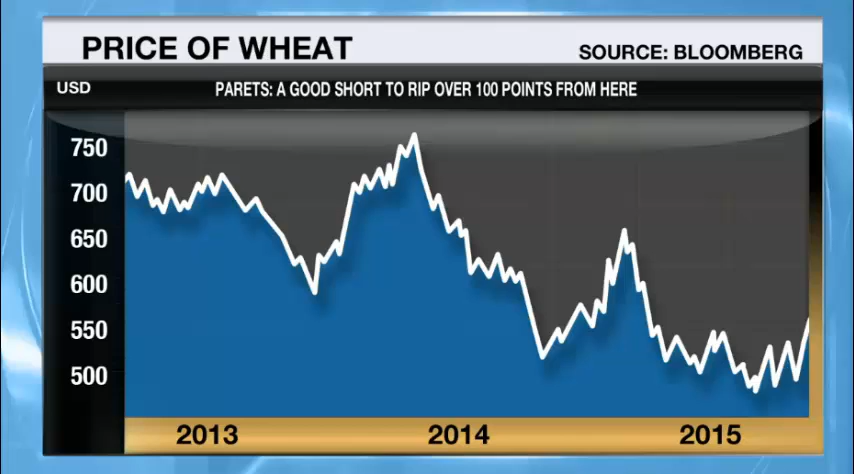 PRICE OF WHEAT
SOURCE: BLOOMBERG
USD
PARETS: A GOOD SHORT TO RIP OVER 100 POINTS FROM HERE
750
700
650
600
550
500
2013 2014 2015